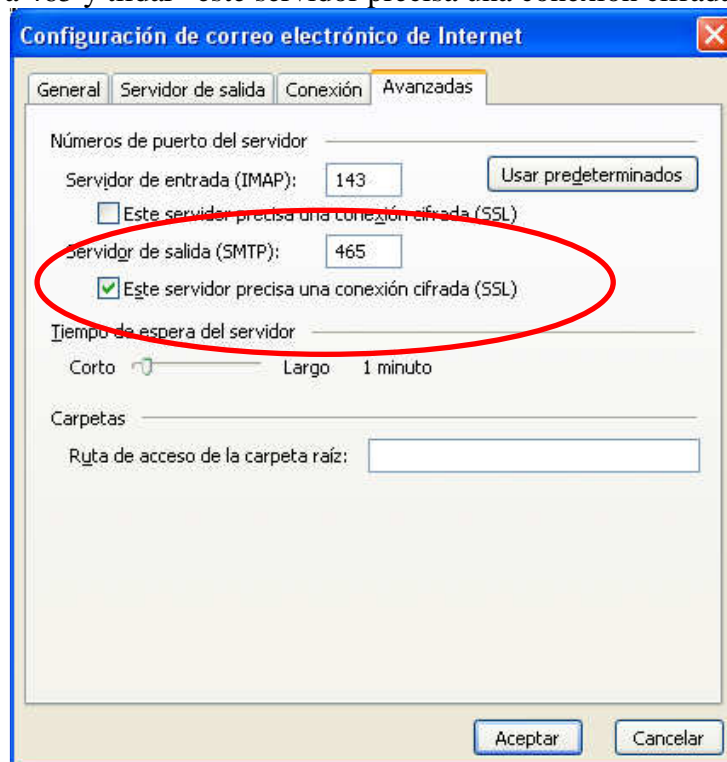 Configuración de correo electrónico de Internet
General Servidor de salida Conexión Avanzadas
Números de puerto del servidor
Servidor de entrada (IMAP): 143 Usar predeterminados
Este servidor precisa una conexión cifrada (SSL)
Servidor de salida (SMTP): 465
Este servidor precisa una conexión cifrada (SSL)
Tiempo de espera del servidor
Corto Largo 1 minuto
Carpetas
Ruta de acceso de la carpeta raíz:
Aceptar Cancelar